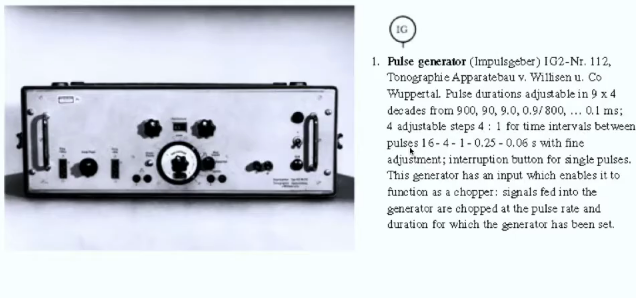 IG
1. Pulse generator (Impulsgeber) IG2-Nr. 112,
Tonographie Apparatebau v. Willisen u. Co
Wuppertal. Pulse durations adjustable in 9 x 4
decades from 900, 90, 9.0, 0.9/ 800, ... 0.1 ms;
4 adjustable steps 4 : 1 for time intervals between
pulses 16 - 4 - 1 - 0.25 - 0.06 s with fine
adjustment; interruption button for single pulses.
This generator has an input which enables it to
function as a chopper: signals fed into the
generator are chopped at the pulse rate and
duration for which the generator has been set.